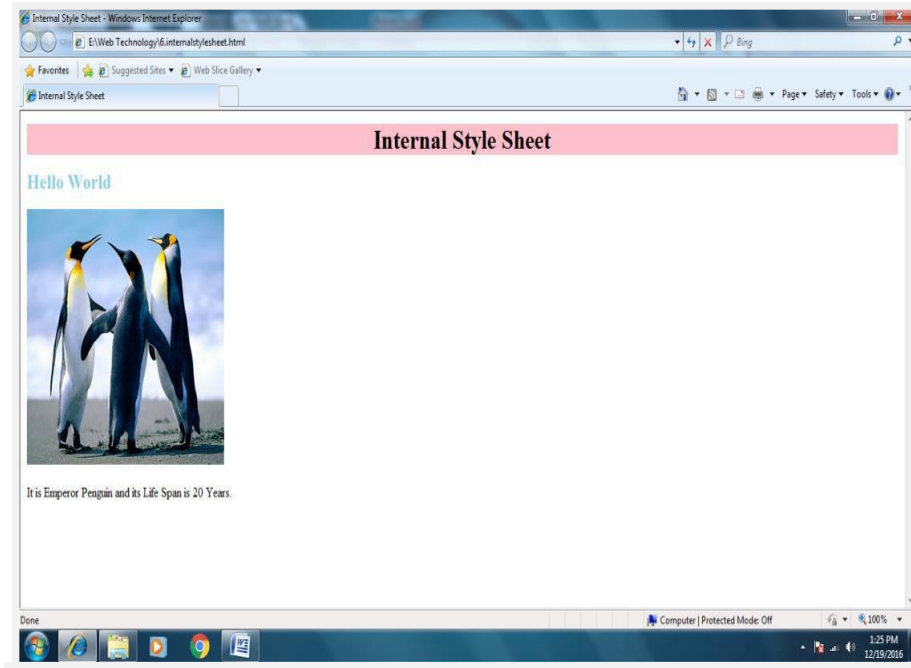 Internal Style Sheet - Windows Internet Explorer
E:\Web Technology\6.internalstylesheet.html
Bing
Favorites
Suggested Sites
Web Slice Gallery
Internal Style Sheet
Page
Safety
Tools
Internal Style Sheet
Hello World
It is Emperor Penguin and its Life Span is 20 Years.
Done
Computer | Protected Mode: Off
100%
1:25 PM
12/19/2016